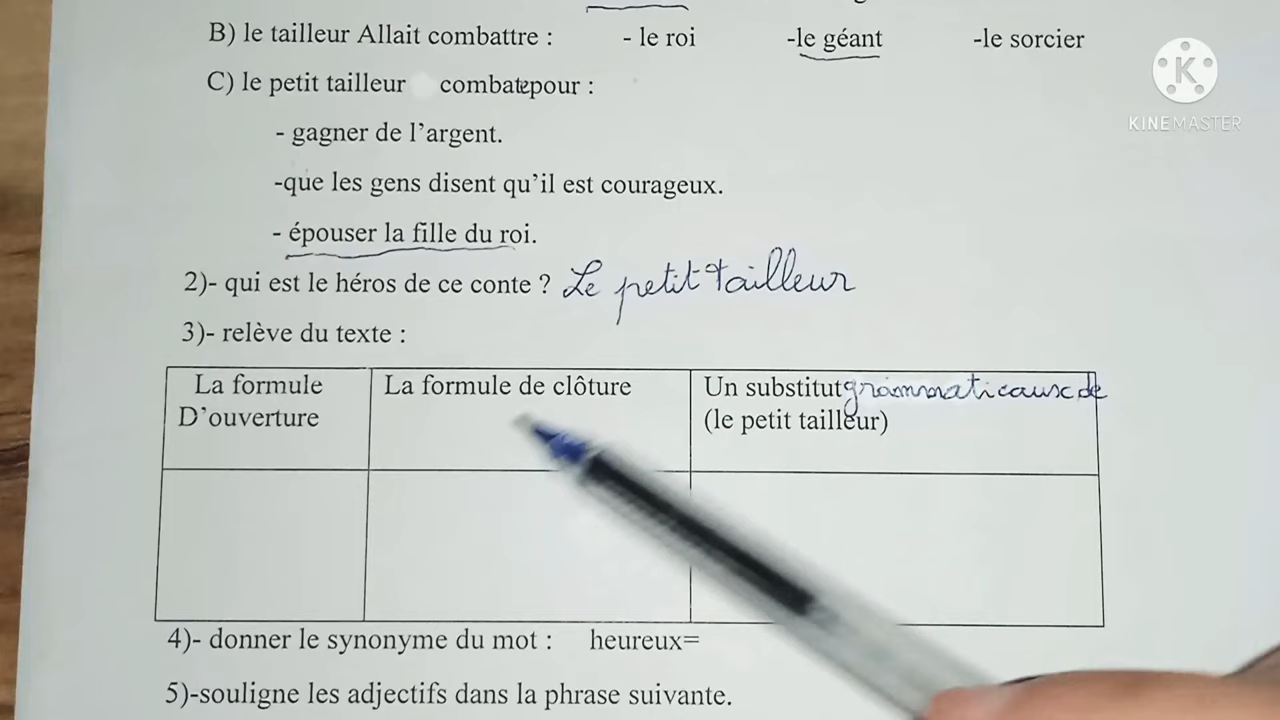 B) le tailleur Allait combattre : - le roi -le géant -le sorcier
C) le petit tailleur combat pour :
- gagner de l'argent.
-que les gens disent qu'il est courageux.
- épouser la fille du roi.
2)- qui est le héros de ce conte ? Le petit tailleur
3)- relève du texte :
La formule
D'ouverture
La formule de clôture
Un substitut grammaticaux de
(le petit tailleur)
4)- donner le synonyme du mot : heureux=
5)-souligne les adjectifs dans la phrase suivante.
KINEMASTER